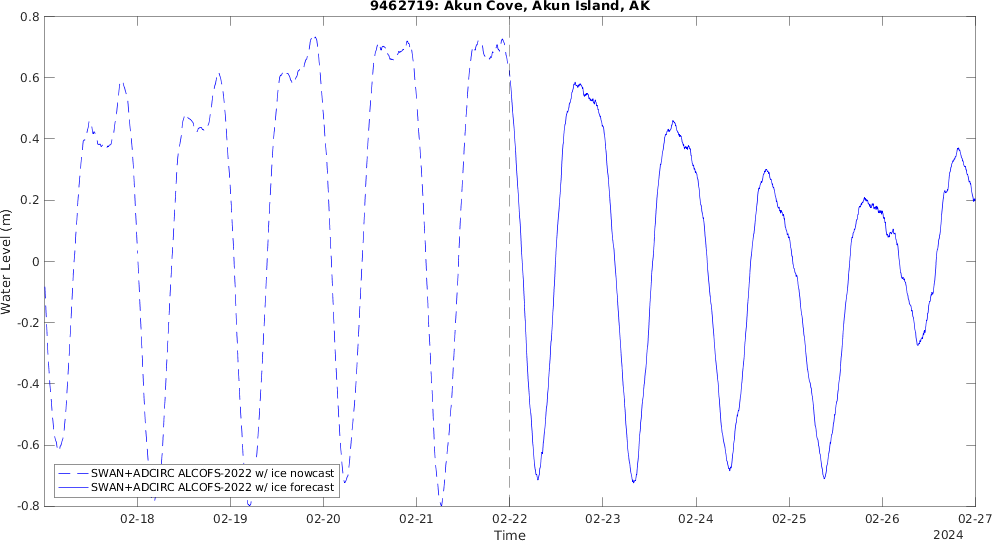 9462719: Akun Cove, Akun Island, AK
0.8
0.6
0.4
0.2
0
-0.2
-0.4
-0.6
-0.8
Water Level (m)
SWAN+ADCIRC ALCOFS-2022 w/ ice nowcast
SWAN+ADCIRC ALCOFS-2022 w/ ice forecast
02-18 02-19 02-20 02-21 02-22 02-23 02-24 02-25 02-26 02-27
Time
2024